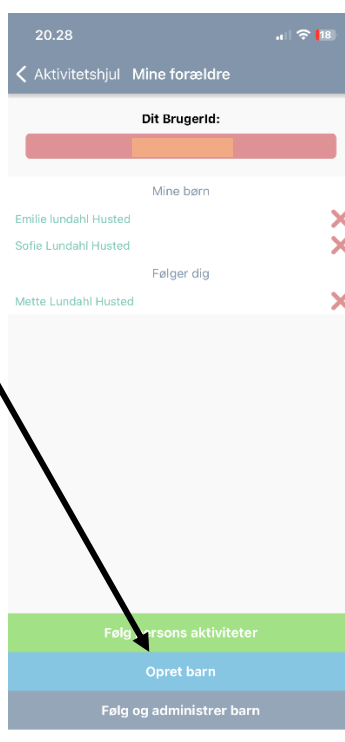 20.28
18
Aktivitetshjul Mine forældre
Dit BrugerId:
Mine børn
Emilie lundahl Husted
Sofie Lundahl Husted
Følger dig
Mette Lundahl Husted
Følg persons aktiviteter
Opret barn
Følg og administrer barn